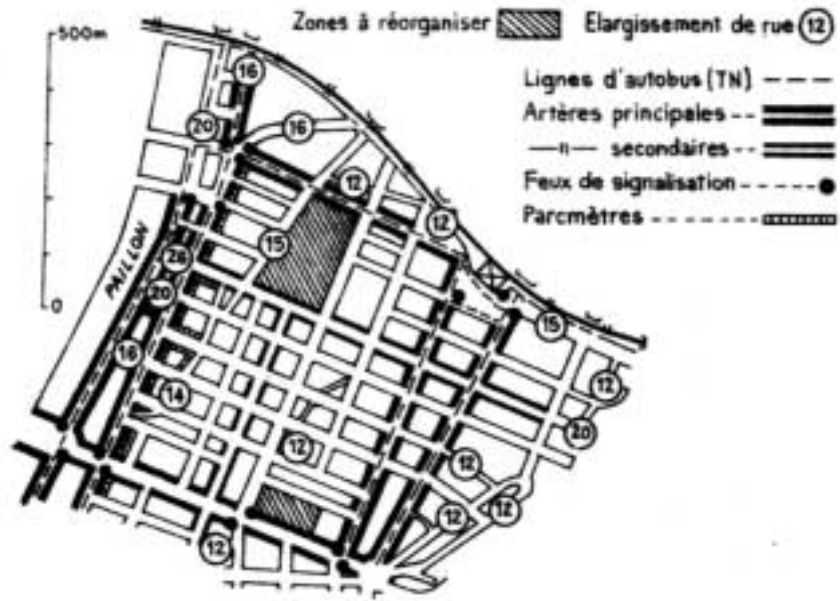 500m
Zones à réorganiser
Elargissement de rue 12
Lignes d'autobus (TN)
Artères principales
—"— secondaires
Feux de signalisation
Parcmètres
16
20
16
12
12
15
28
PAILLON
20
0
15
16
12
14
20
12
12
12
12
12